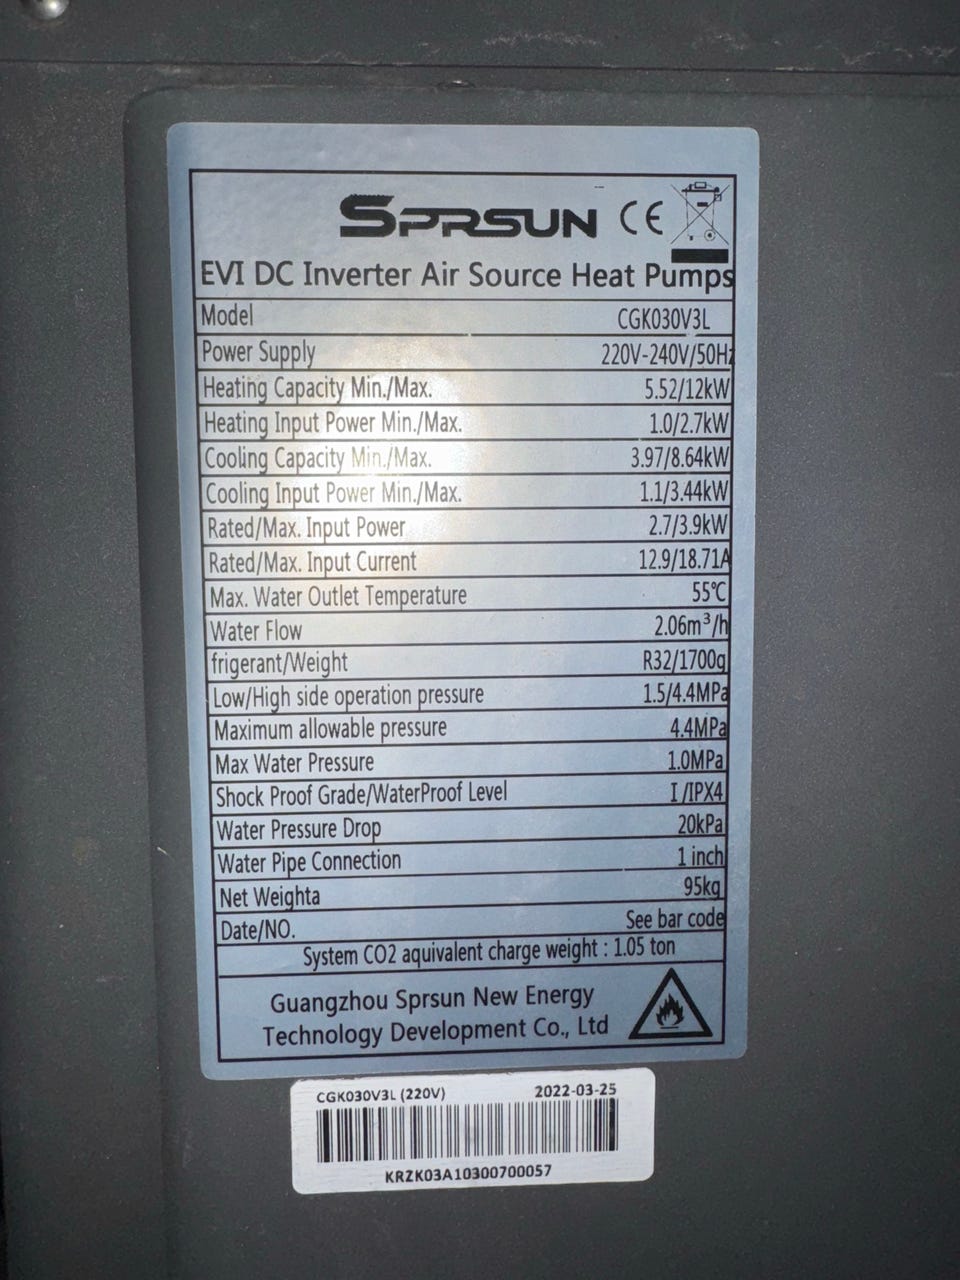 SPRSUN CE
EVI DC Inverter Air Source Heat Pumps
Model CGK030V3L
Power Supply 220V-240V/50Hz
Heating Capacity Min./Max. 5.52/12kW
Heating Input Power Min./Max. 1.0/2.7kW
Cooling Capacity Min./Max. 3.97/8.64kW
Cooling Input Power Min./Max. 1.1/3.44kW
Rated/Max. Input Power 2.7/3.9kW
Rated/Max. Input Current 12.9/18.71A
Max. Water Outlet Temperature 55℃
Water Flow 2.06m³/h
frigerant/Weight R32/1700g
Low/High side operation pressure 1.5/4.4MPa
Maximum allowable pressure 4.4MPa
Max Water Pressure 1.0MPa
Shock Proof Grade/WaterProof Level I/IPX4
Water Pressure Drop 20kPa
Water Pipe Connection 1 inch
Net Weighta 95kg
Date/NO. See bar code
System CO2 aquivalent charge weight : 1.05 ton
Guangzhou Sprsun New Energy
Technology Development Co., Ltd
CGK030V3L (220V) 2022-03-25
KRZK03A10300700057